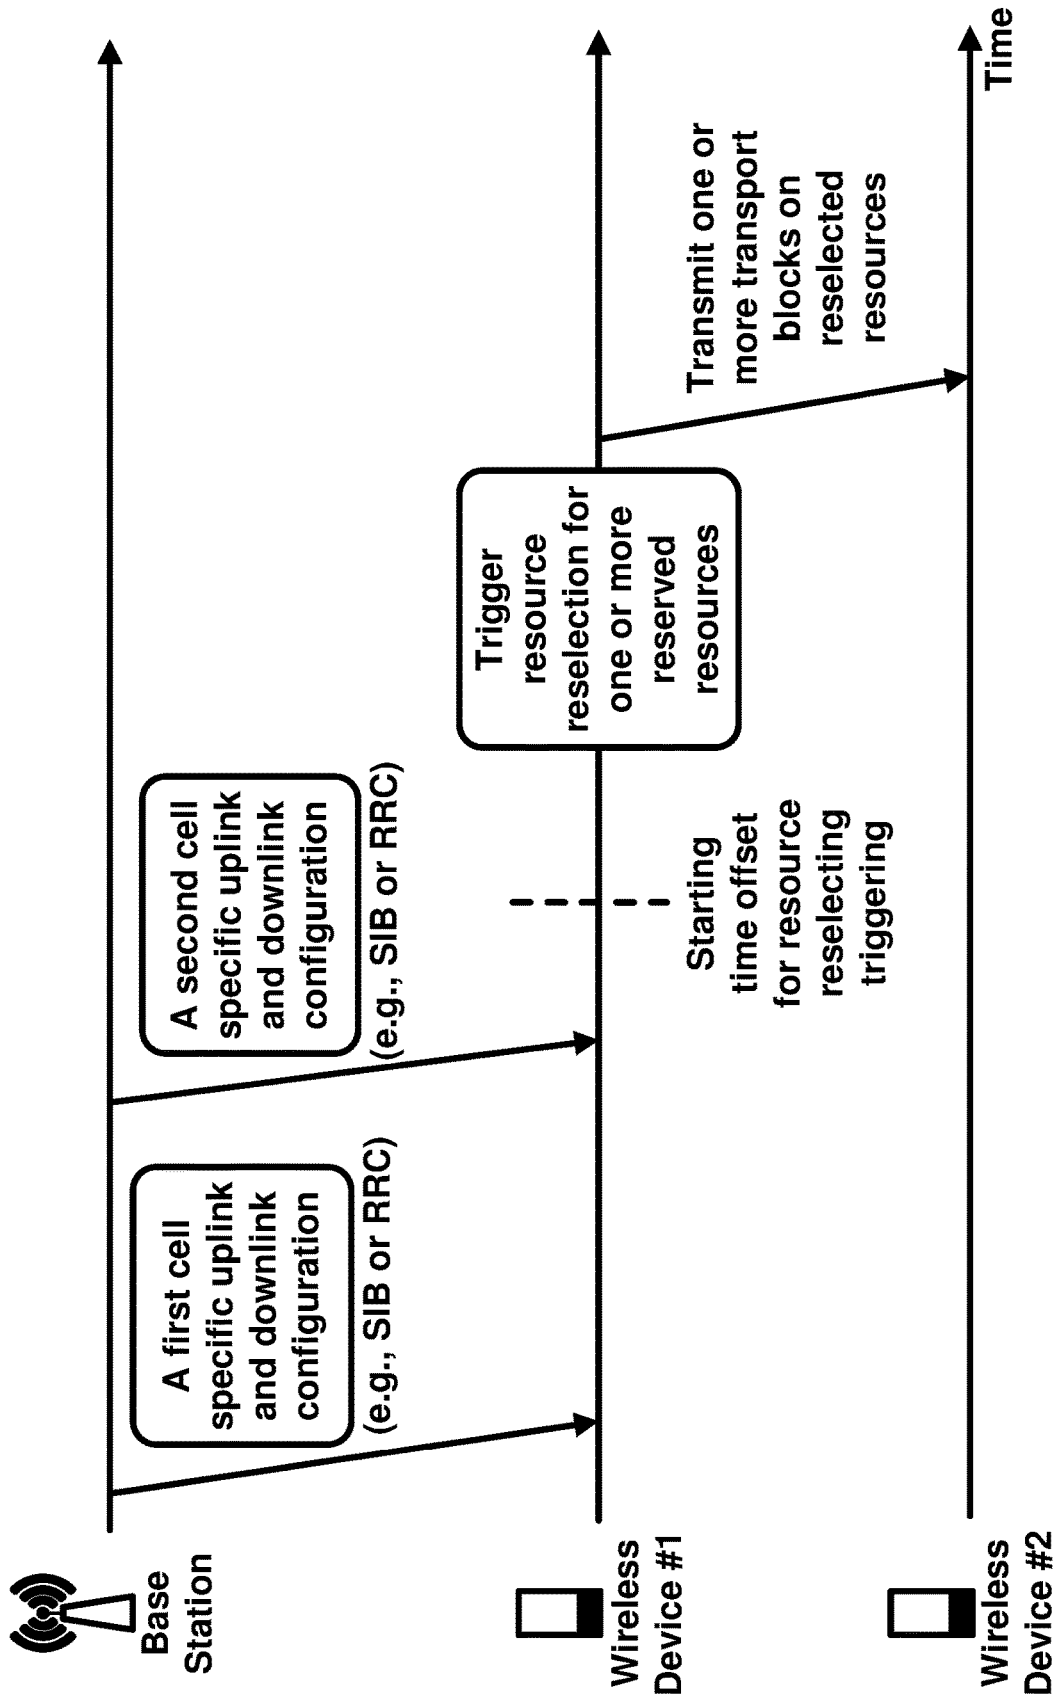 Base
Station
A first cell
specific uplink
and downlink
configuration
(e.g., SIB or RRC)
A second cell
specific uplink
and downlink
configuration
(e.g., SIB or RRC)
Wireless
Device #1
Starting
time offset
for resource
reselecting
triggering
Trigger
resource
reselection for
one or more
reserved
resources
Transmit one or
more transport
blocks on
reselected
resources
Wireless
Device #2
Time